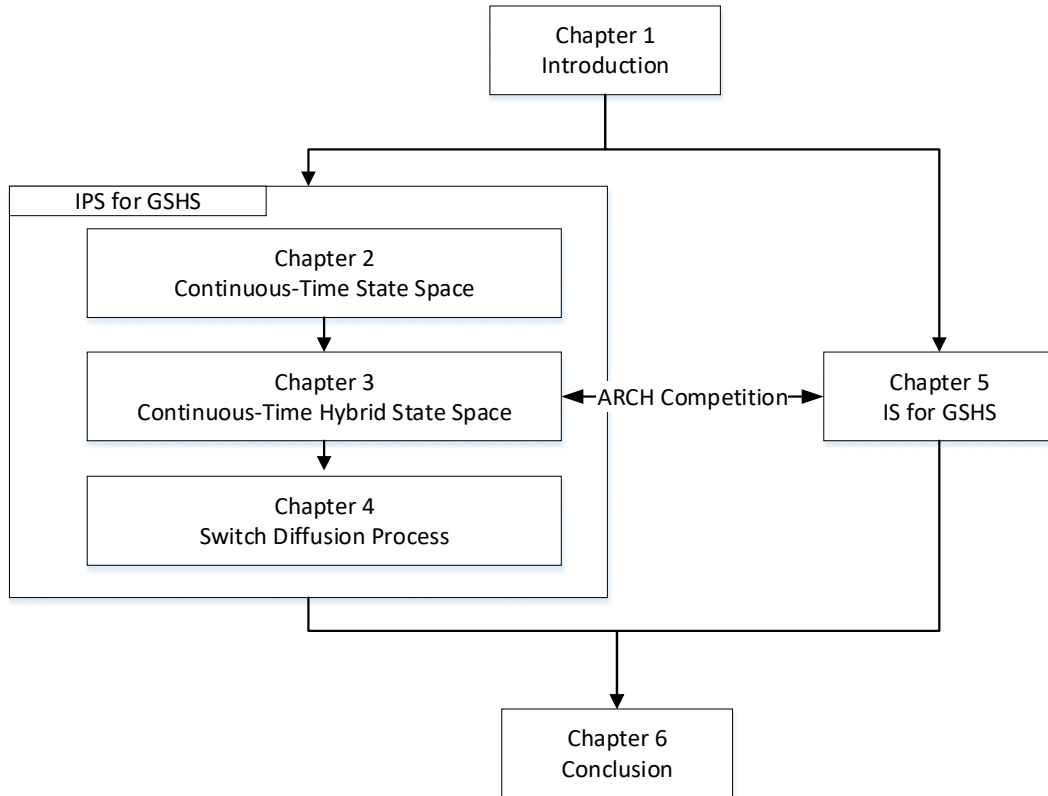 Chapter 1
Introduction
IPS for GSHS
Chapter 2
Continuous-Time State Space
Chapter 3
Continuous-Time Hybrid State Space
ARCH Competition
Chapter 5
IS for GSHS
Chapter 4
Switch Diffusion Process
Chapter 6
Conclusion